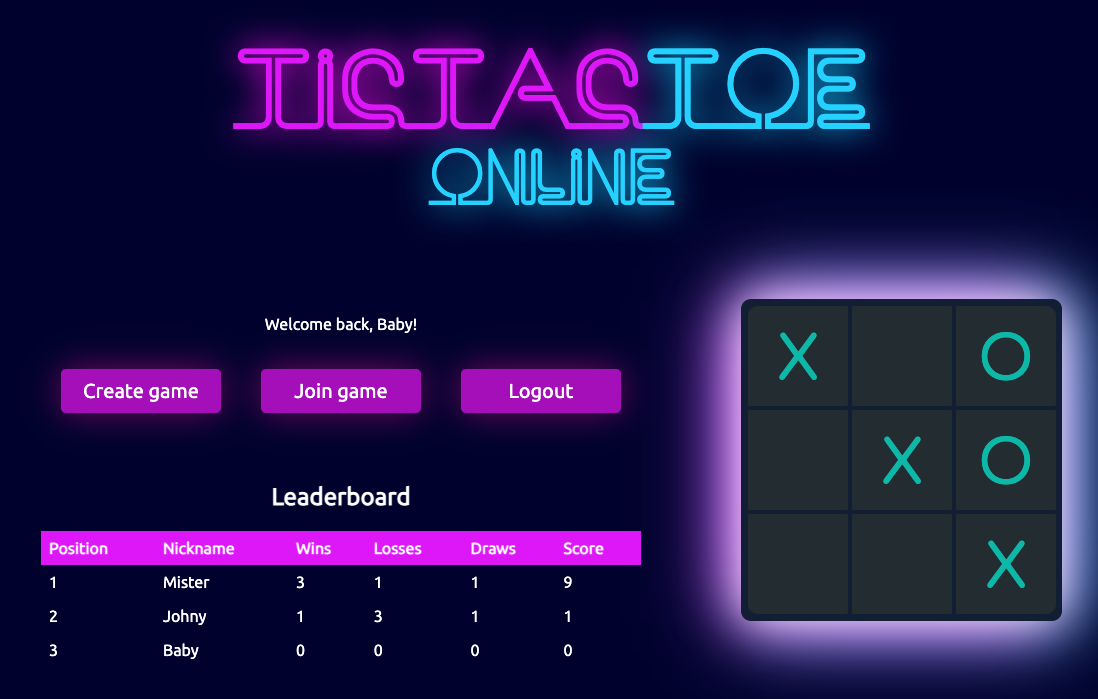 TiCTACTOE
ONLiNE
Welcome back, Baby!
Create game Join game Logout
Leaderboard
Position Nickname Wins Losses Draws Score
1 Mister 3 1 1 9
2 Johny 1 3 1 1
3 Baby 0 0 0 0
X O
X O
X